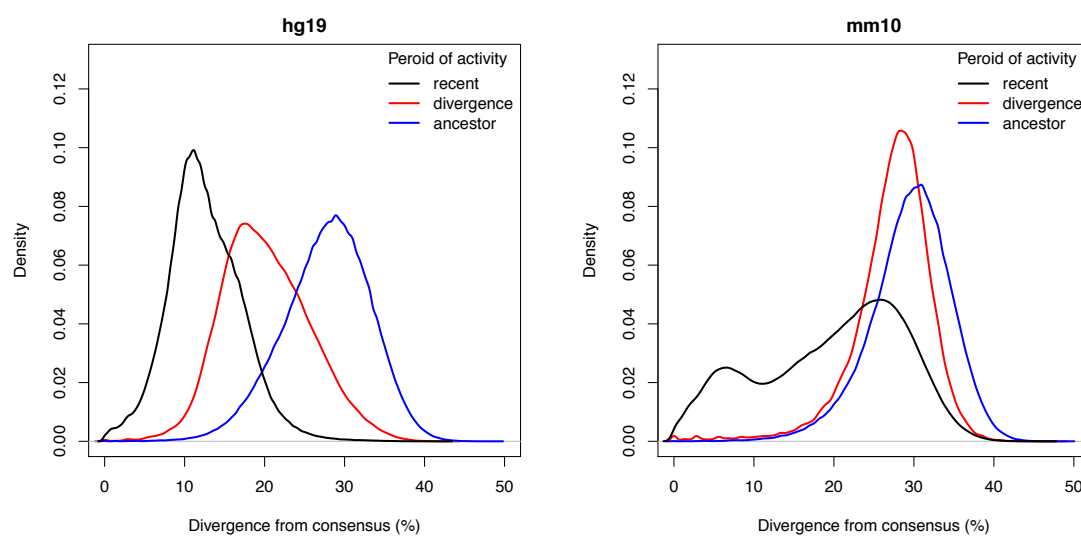 hg19
Peroid of activity
recent
divergence
ancestor
Density
0.00
0.02
0.04
0.06
0.08
0.10
0.12
0
10
20
30
40
50
Divergence from consensus (%)
mm10
Peroid of activity
recent
divergence
ancestor
Density
0.00
0.02
0.04
0.06
0.08
0.10
0.12
0
10
20
30
40
50
Divergence from consensus (%)